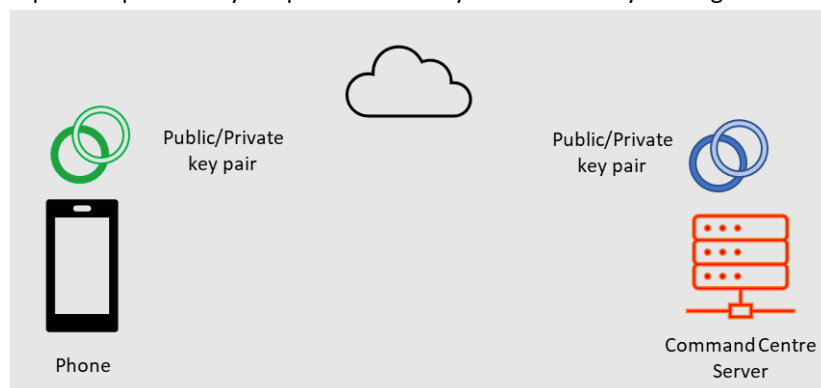 Public/Private
key pair
Public/Private
key pair
Phone
Command Centre
Server